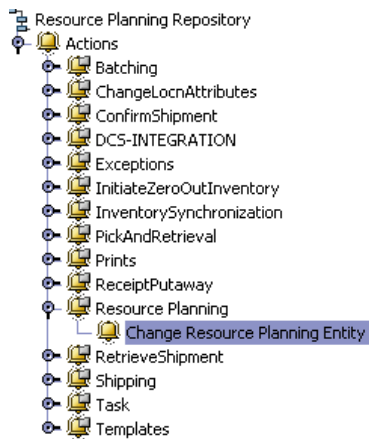 Resource Planning Repository
Actions
Batching
ChangeLocnAttributes
ConfirmShipment
DCS-INTEGRATION
Exceptions
InitiateZeroOutInventory
InventorySynchronization
PickAndRetrieval
Prints
ReceiptPutaway
Resource Planning
Change Resource Planning Entity
RetrieveShipment
Shipping
Task
Templates